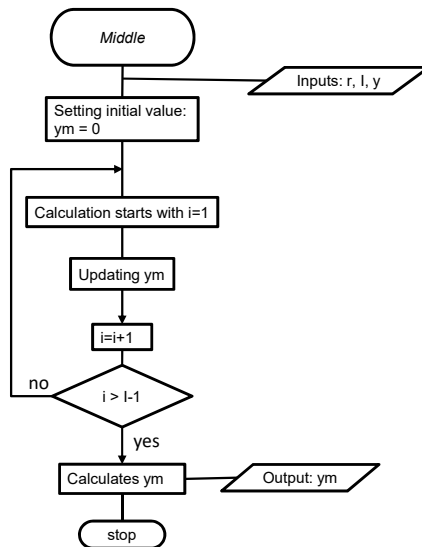 Middle
Inputs: r, I, y
Setting initial value:
ym = 0
Calculation starts with i=1
Updating ym
i=i+1
no
i > I-1
yes
Calculates ym
Output: ym
stop